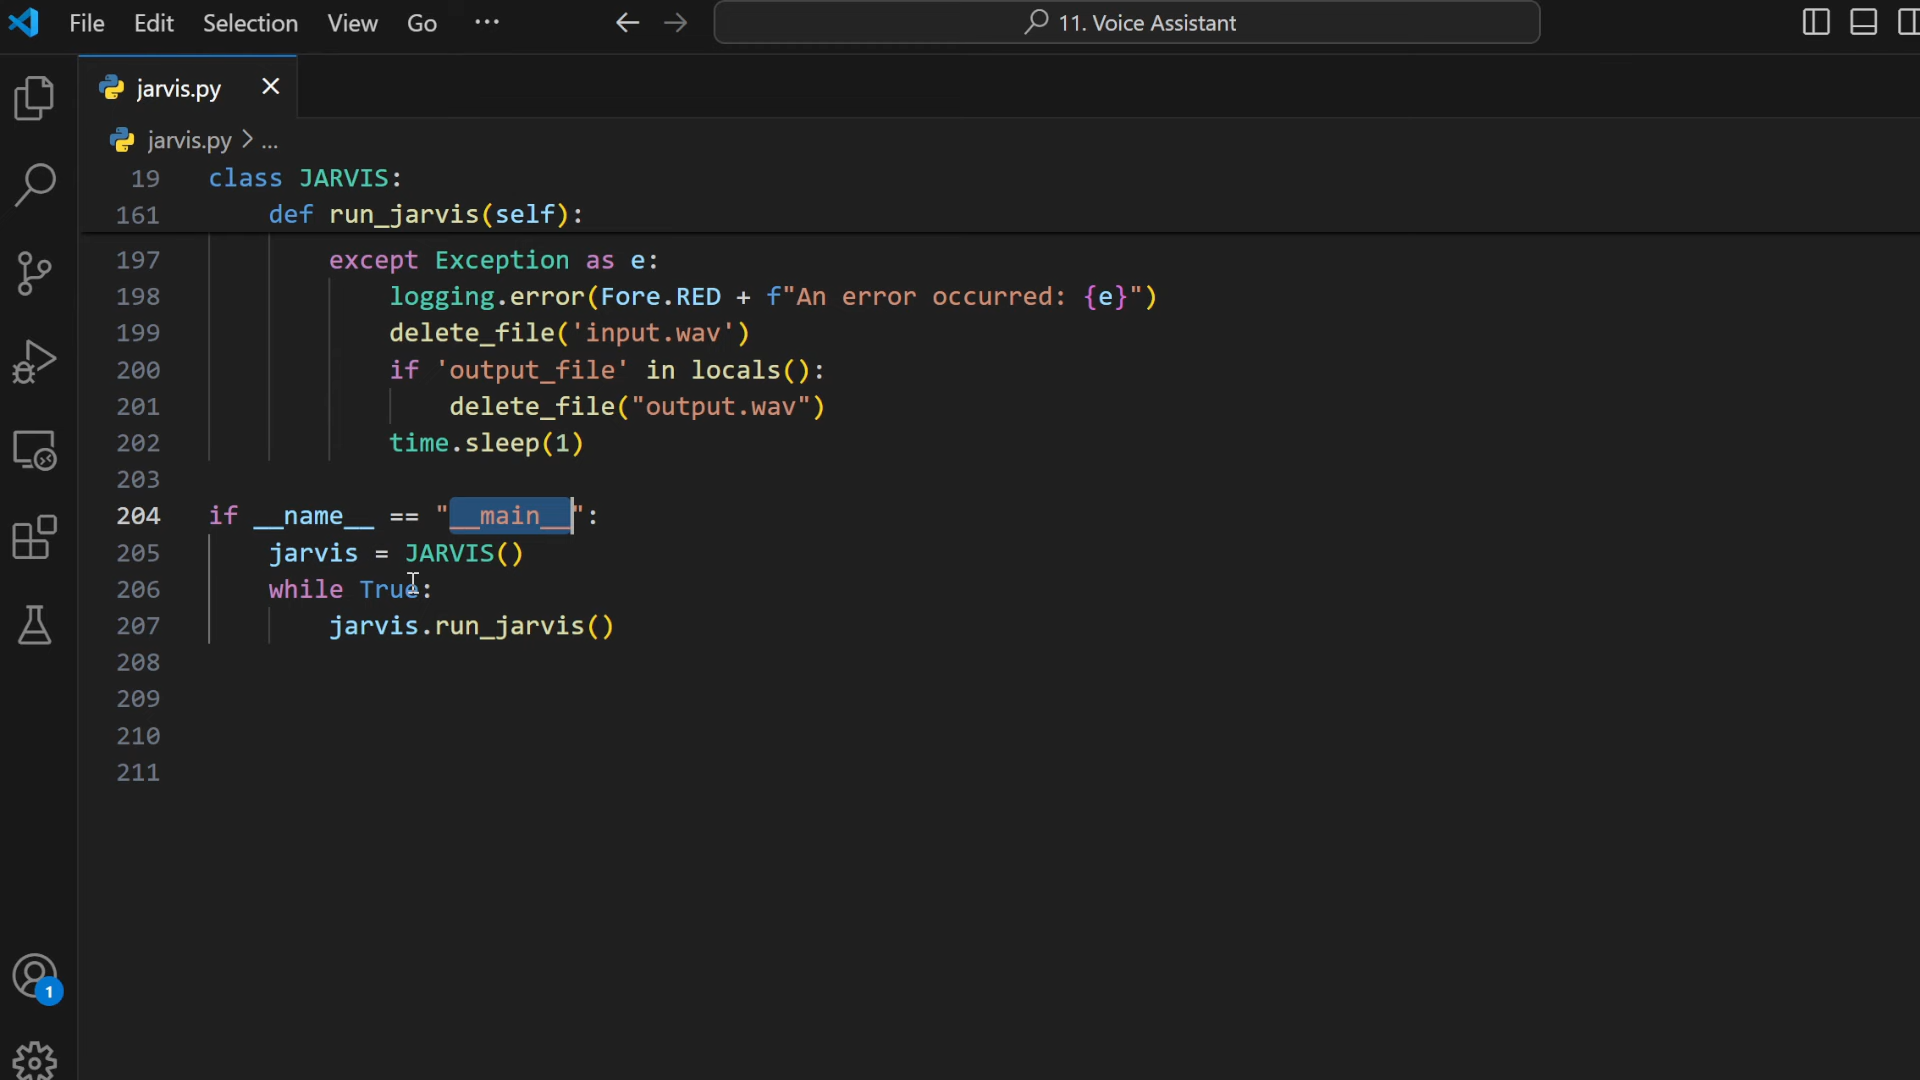 File Edit Selection View Go ... 11. Voice Assistant
jarvis.py
jarvis.py > ...
19 class JARVIS:
161 def run_jarvis(self):
197 except Exception as e:
198 logging.error(Fore.RED + f"An error occurred: {e}")
199 delete_file('input.wav')
200 if 'output_file' in locals():
201 delete_file("output.wav")
202 time.sleep(1)
203
204 if __name__ == "__main__":
205 jarvis = JARVIS()
206 while True:
207 jarvis.run_jarvis()
208
209
210
211
1